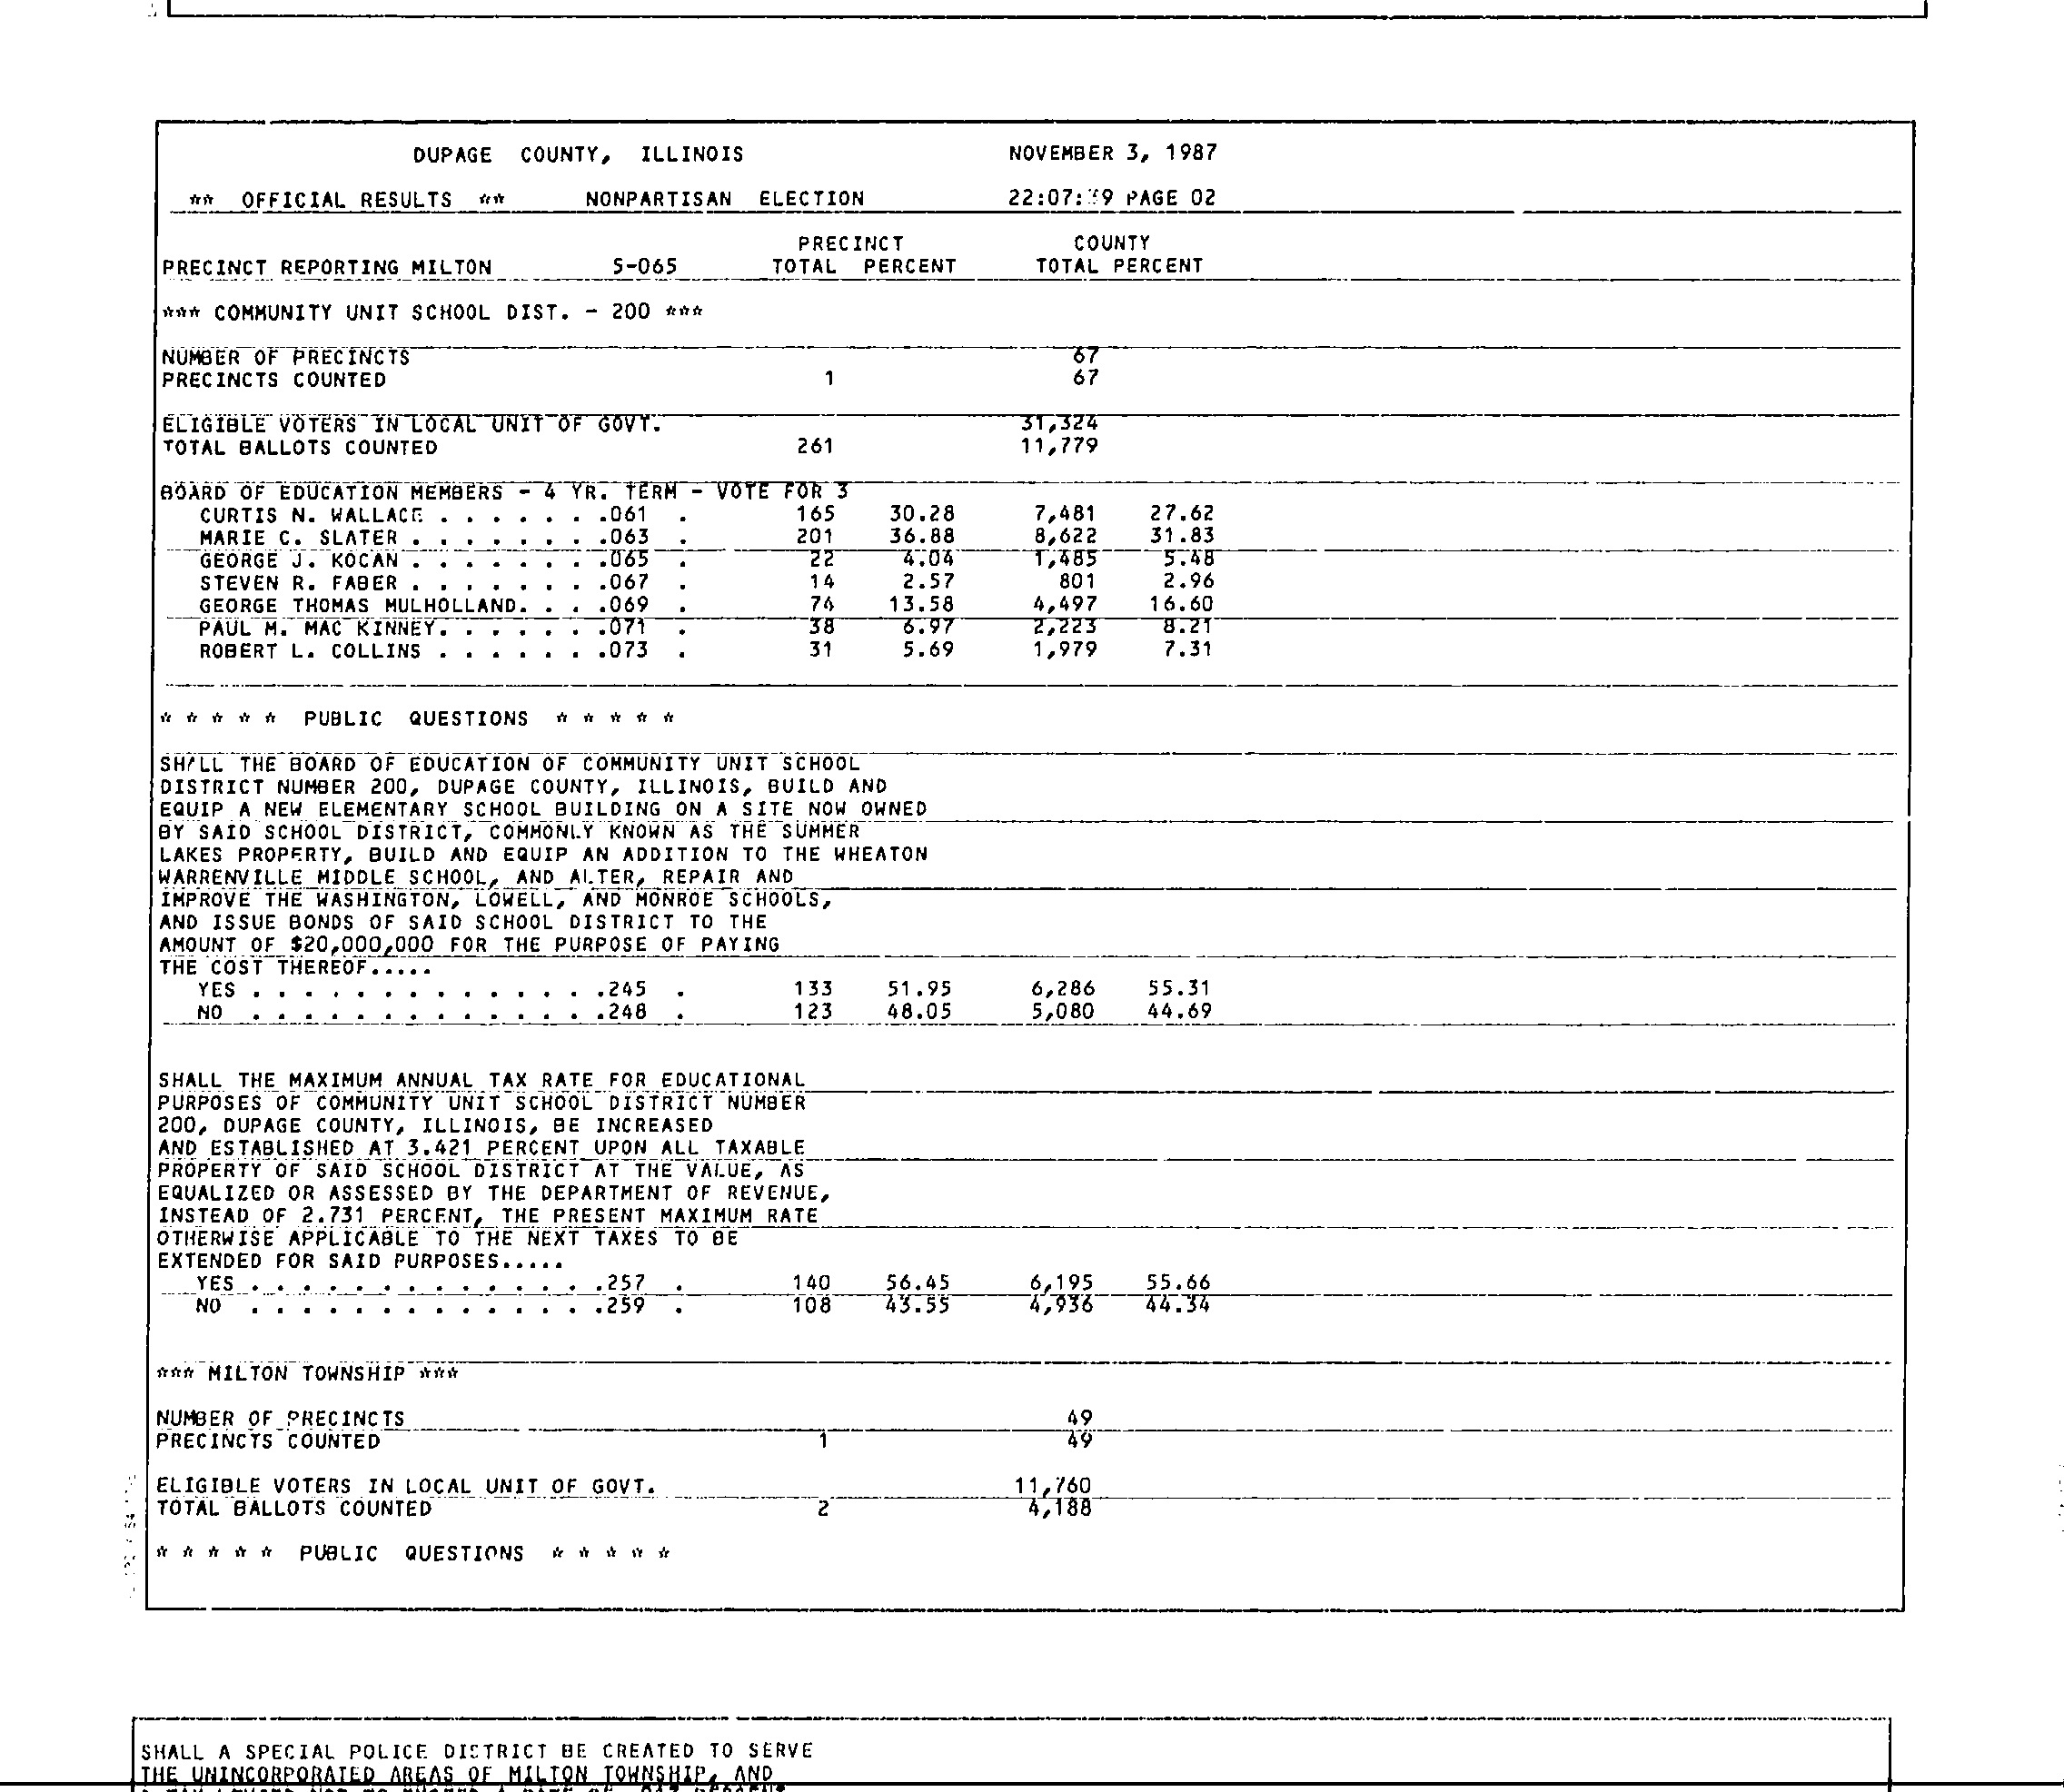 DUPAGE COUNTY, ILLINOIS NOVEMBER 3, 1987
** OFFICIAL RESULTS ** NONPARTISAN ELECTION 22:07:39 PAGE 02
PRECINCT COUNTY
PRECINCT REPORTING MILTON S-065 TOTAL PERCENT TOTAL PERCENT
*** COMMUNITY UNIT SCHOOL DIST. - 200 ***
NUMBER OF PRECINCTS 67
PRECINCTS COUNTED 1 67
ELIGIBLE VOTERS IN LOCAL UNIT OF GOVT. 31,324
TOTAL BALLOTS COUNTED 261 11,779
BOARD OF EDUCATION MEMBERS - 4 YR. TERM - VOTE FOR 3
CURTIS N. WALLACE . . . . . . .061 . 165 30.28 7,481 27.62
MARIE C. SLATER . . . . . . . .063 . 201 36.88 8,622 31.83
GEORGE J. KOCAN . . . . . . . .065 . 22 4.04 1,485 5.48
STEVEN R. FABER . . . . . . . .067 . 14 2.57 801 2.96
GEORGE THOMAS MULHOLLAND. . . .069 . 74 13.58 4,497 16.60
PAUL M. MAC KINNEY. . . . . . .071 . 38 6.97 2,223 8.21
ROBERT L. COLLINS . . . . . . .073 . 31 5.69 1,979 7.31
* * * * * PUBLIC QUESTIONS * * * * *
SHALL THE BOARD OF EDUCATION OF COMMUNITY UNIT SCHOOL
DISTRICT NUMBER 200, DUPAGE COUNTY, ILLINOIS, BUILD AND
EQUIP A NEW ELEMENTARY SCHOOL BUILDING ON A SITE NOW OWNED
BY SAID SCHOOL DISTRICT, COMMONLY KNOWN AS THE SUMMER
LAKES PROPERTY, BUILD AND EQUIP AN ADDITION TO THE WHEATON
WARRENVILLE MIDDLE SCHOOL, AND ALTER, REPAIR AND
IMPROVE THE WASHINGTON, LOWELL, AND MONROE SCHOOLS,
AND ISSUE BONDS OF SAID SCHOOL DISTRICT TO THE
AMOUNT OF $20,000,000 FOR THE PURPOSE OF PAYING
THE COST THEREOF.....
YES . . . . . . . . . . . . . .245 . 133 51.95 6,286 55.31
NO . . . . . . . . . . . . . .248 . 123 48.05 5,080 44.69
SHALL THE MAXIMUM ANNUAL TAX RATE FOR EDUCATIONAL
PURPOSES OF COMMUNITY UNIT SCHOOL DISTRICT NUMBER
200, DUPAGE COUNTY, ILLINOIS, BE INCREASED
AND ESTABLISHED AT 3.421 PERCENT UPON ALL TAXABLE
PROPERTY OF SAID SCHOOL DISTRICT AT THE VALUE, AS
EQUALIZED OR ASSESSED BY THE DEPARTMENT OF REVENUE,
INSTEAD OF 2.731 PERCENT, THE PRESENT MAXIMUM RATE
OTHERWISE APPLICABLE TO THE NEXT TAXES TO BE
EXTENDED FOR SAID PURPOSES.....
YES . . . . . . . . . . . . . .257 . 140 56.45 6,195 55.66
NO . . . . . . . . . . . . . .259 . 108 43.55 4,936 44.34
*** MILTON TOWNSHIP ***
NUMBER OF PRECINCTS 49
PRECINCTS COUNTED 1 49
ELIGIBLE VOTERS IN LOCAL UNIT OF GOVT. 11,760
TOTAL BALLOTS COUNTED 2 4,188
* * * * * PUBLIC QUESTIONS * * * * *
SHALL A SPECIAL POLICE DISTRICT BE CREATED TO SERVE
THE UNINCORPORATED AREAS OF MILTON TOWNSHIP, AND